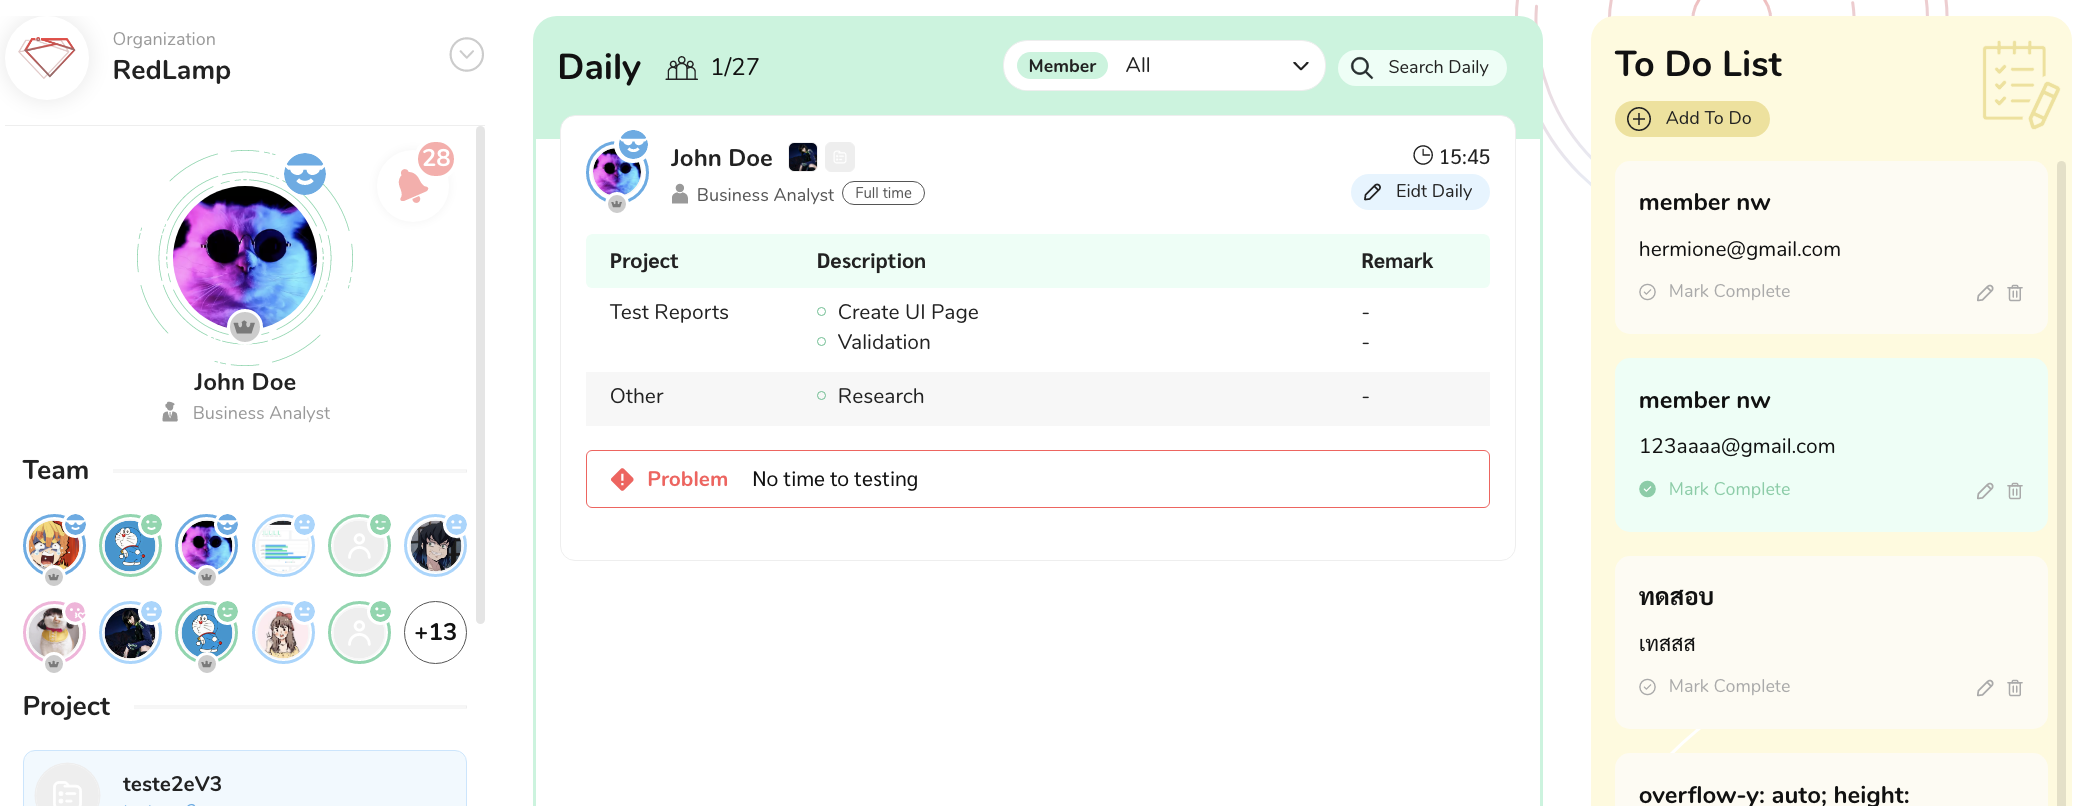 Organization
RedLamp
28
John Doe
Business Analyst
Team
+13
Project
teste2eV3
Daily
1/27
Member All
Search Daily
John Doe
Business Analyst Full time
15:45
Eidt Daily
Project Description Remark
Test Reports Create UI Page -
Validation -
Other Research -
Problem No time to testing
To Do List
Add To Do
member nw
hermione@gmail.com
Mark Complete
member nw
123aaaa@gmail.com
Mark Complete
ทดสอบ
เทสสส
Mark Complete
overflow-y: auto; height: